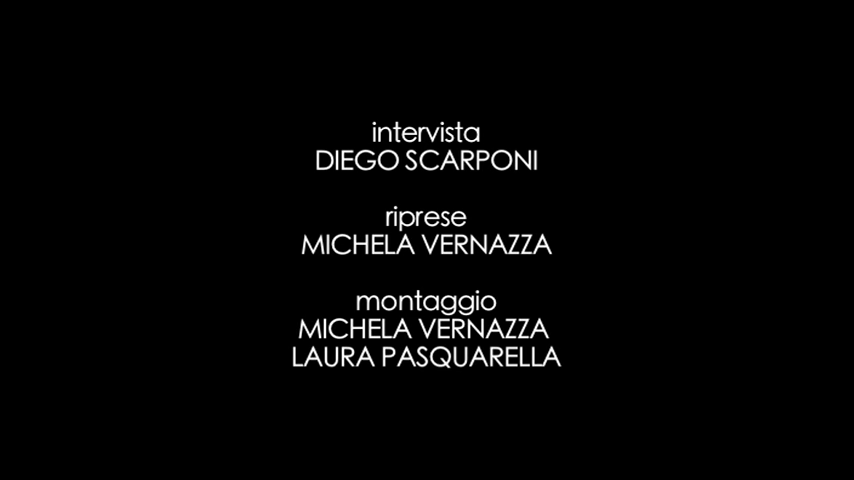 intervista
DIEGO SCARPONI
riprese
MICHELA VERNAZZA
montaggio
MICHELA VERNAZZA
LAURA PASQUARELLA